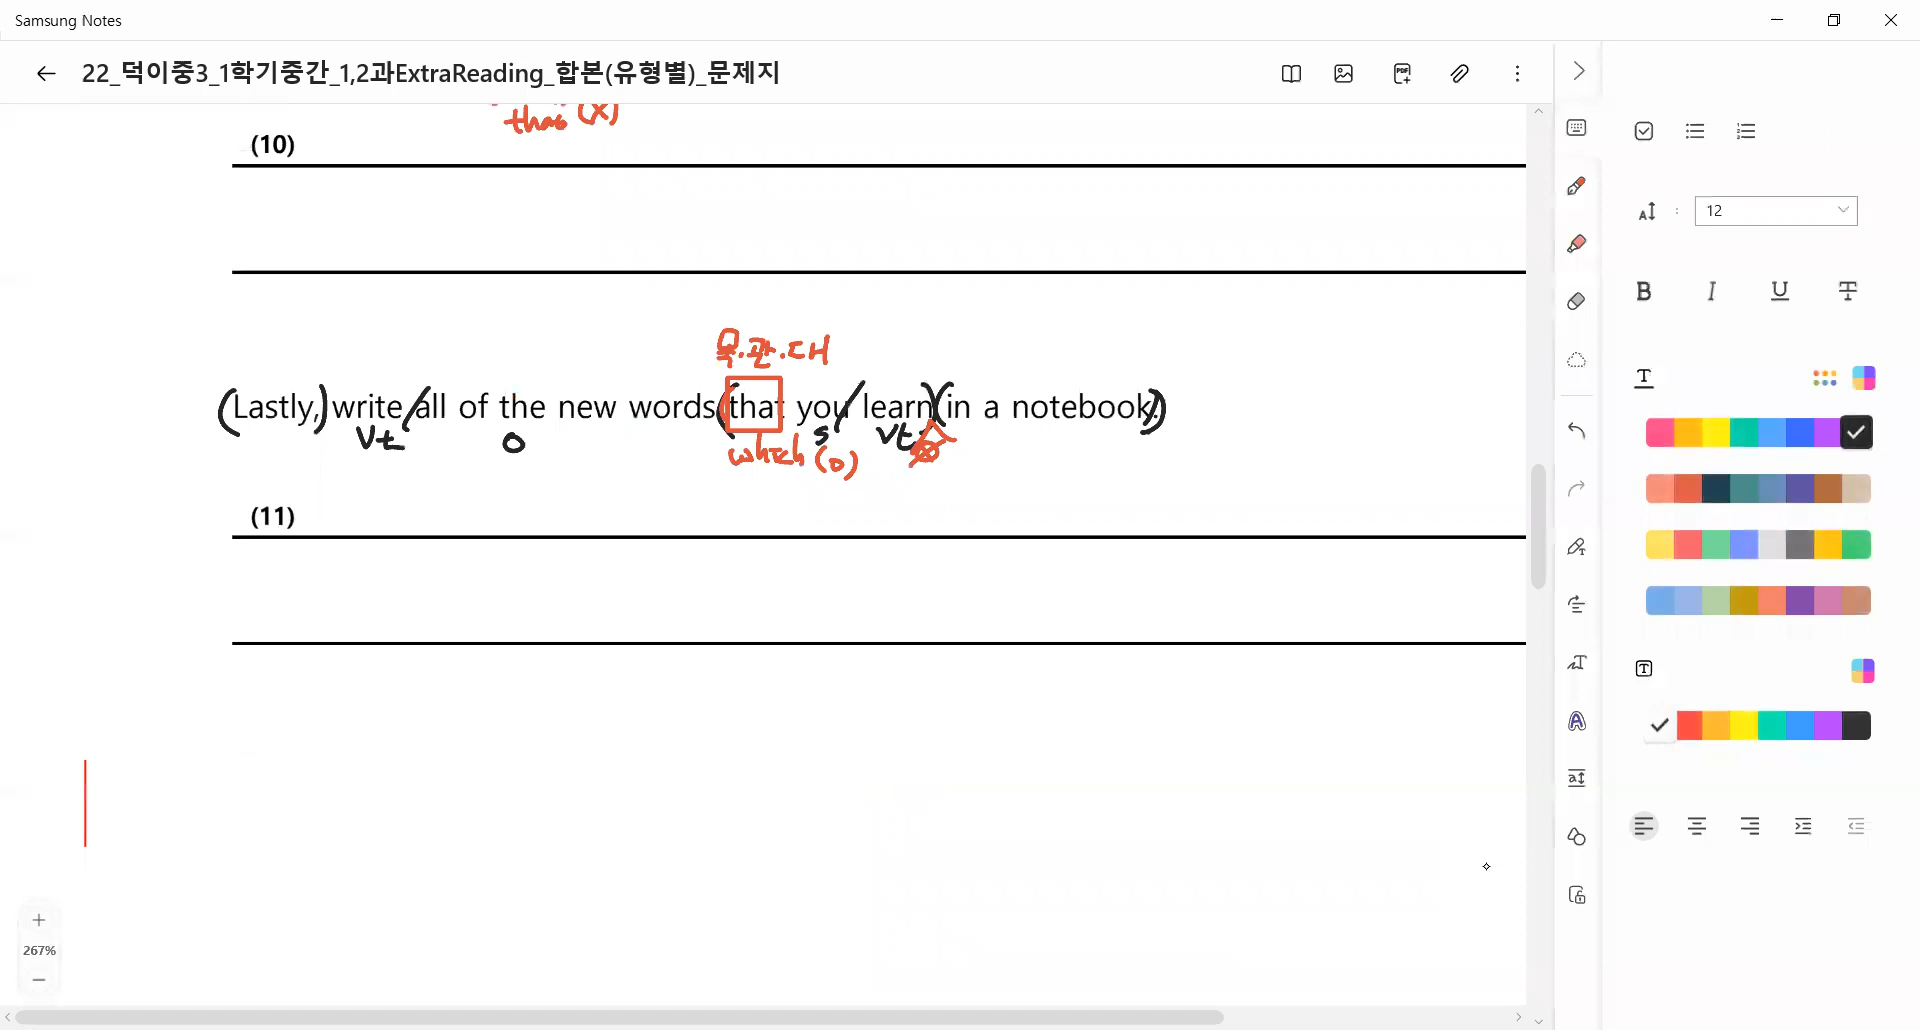 Samsung Notes
22_덕이중3_1학기중간_1,2과ExtraReading_합본(유형별)_문제지
that (X)
(10)
목.관.대
(Lastly,) write / all of the new words (that you / learn) (in a notebook.)
Vt O which (O) S Vt
(11)
12
B I U T
T
267%